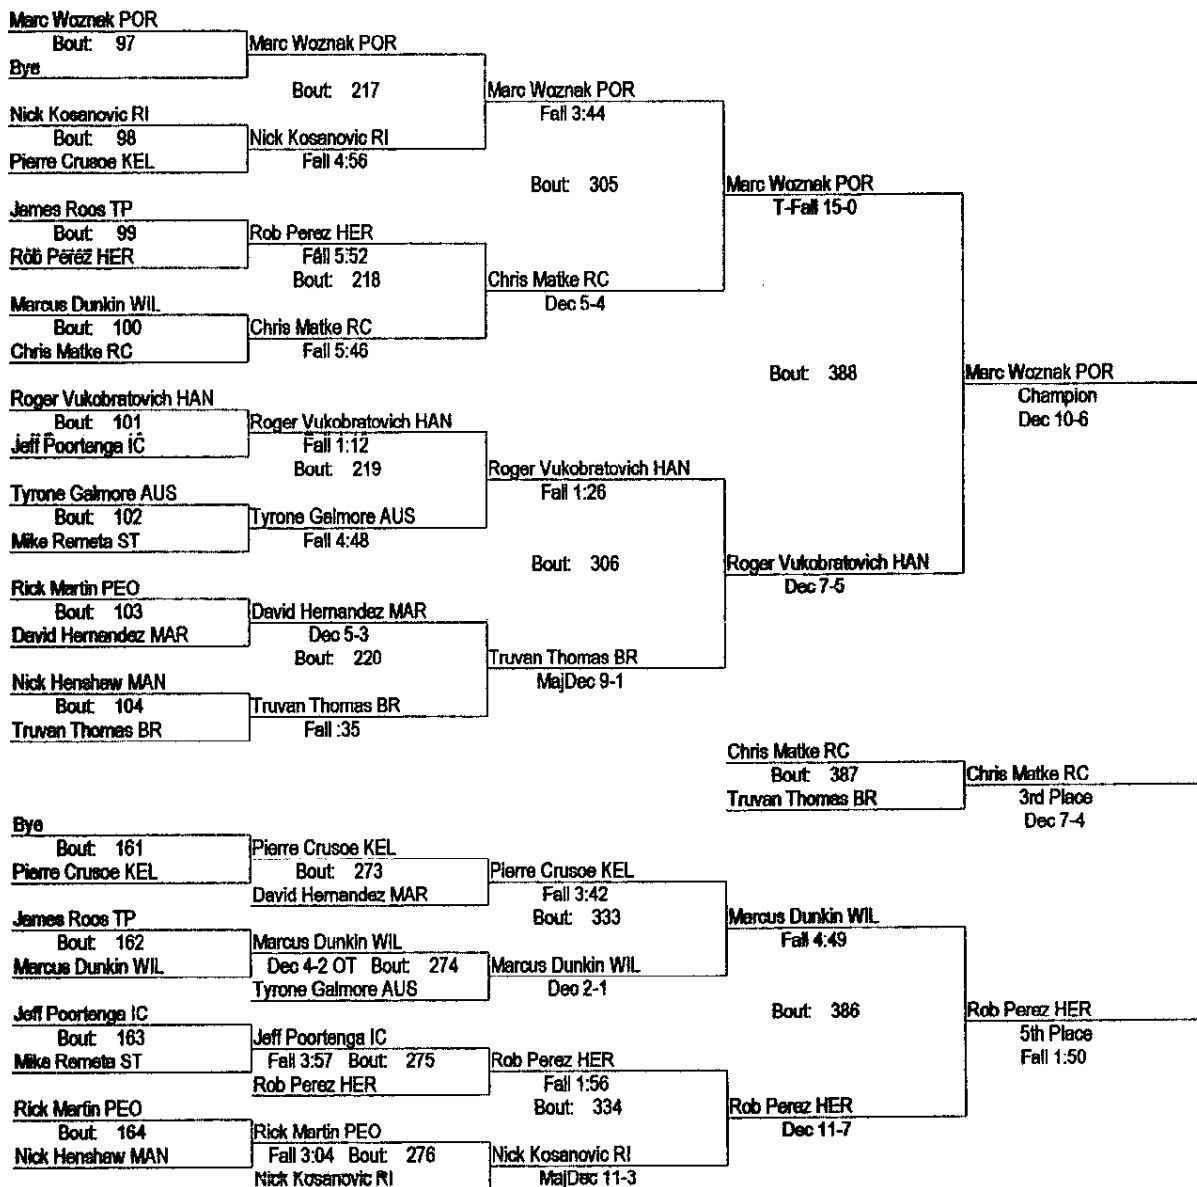 Marc Woznak POR
Bout: 97
Bye
Marc Woznak POR
Bout: 217
Nick Kosanovic RI
Bout: 98
Pierre Crusoe KEL
Nick Kosanovic RI
Fall 4:56
Marc Woznak POR
Fall 3:44
Bout: 305
James Roos TP
Bout: 99
Rob Perez HER
Rob Perez HER
Fall 5:52
Bout: 218
Marcus Dunkin WIL
Bout: 100
Chris Matke RC
Chris Matke RC
Fall 5:46
Chris Matke RC
Dec 5-4
Marc Woznak POR
T-Fall 15-0
Bout: 388
Marc Woznak POR
Champion
Dec 10-6
Roger Vukobratovich HAN
Bout: 101
Jeff Poortenga IC
Roger Vukobratovich HAN
Fall 1:12
Bout: 219
Tyrone Galmore AUS
Bout: 102
Mike Remeta ST
Tyrone Galmore AUS
Fall 4:48
Roger Vukobratovich HAN
Fall 1:26
Bout: 306
Rick Martin PEO
Bout: 103
David Hernandez MAR
David Hernandez MAR
Dec 5-3
Bout: 220
Nick Henshaw MAN
Bout: 104
Truvan Thomas BR
Truvan Thomas BR
Fall :35
Truvan Thomas BR
MajDec 9-1
Roger Vukobratovich HAN
Dec 7-5
Chris Matke RC
Bout: 387
Truvan Thomas BR
Chris Matke RC
3rd Place
Dec 7-4
Bye
Bout: 161
Pierre Crusoe KEL
Pierre Crusoe KEL
Bout: 273
David Hernandez MAR
Pierre Crusoe KEL
Fall 3:42
Bout: 333
James Roos TP
Bout: 162
Marcus Dunkin WIL
Marcus Dunkin WIL
Dec 4-2 OT Bout: 274
Tyrone Galmore AUS
Marcus Dunkin WIL
Dec 2-1
Marcus Dunkin WIL
Fall 4:49
Bout: 386
Rob Perez HER
5th Place
Fall 1:50
Jeff Poortenga IC
Bout: 163
Mike Remeta ST
Jeff Poortenga IC
Fall 3:57 Bout: 275
Rob Perez HER
Rob Perez HER
Fall 1:56
Bout: 334
Rick Martin PEO
Bout: 164
Nick Henshaw MAN
Rick Martin PEO
Fall 3:04 Bout: 276
Nick Kosanovic RI
Nick Kosanovic RI
MajDec 11-3
Rob Perez HER
Dec 11-7